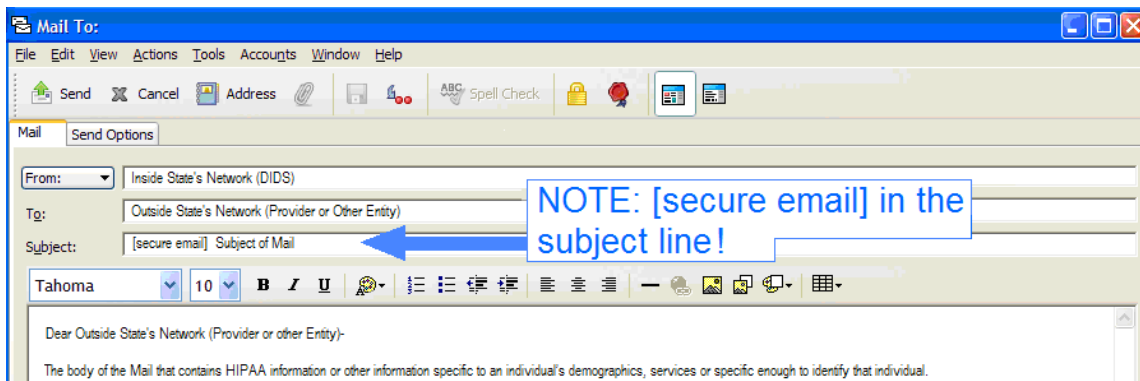 Mail To:
File Edit View Actions Tools Accounts Window Help
Send Cancel Address ABC Spell Check
Mail Send Options
From: Inside State's Network (DIDS)
To: Outside State's Network (Provider or Other Entity)
NOTE: [secure email] in the
subject line!
Subject: [secure email] Subject of Mail
Tahoma 10 B I U
Dear Outside State's Network (Provider or other Entity)-
The body of the Mail that contains HIPAA information or other information specific to an individual's demographics, services or specific enough to identify that individual.